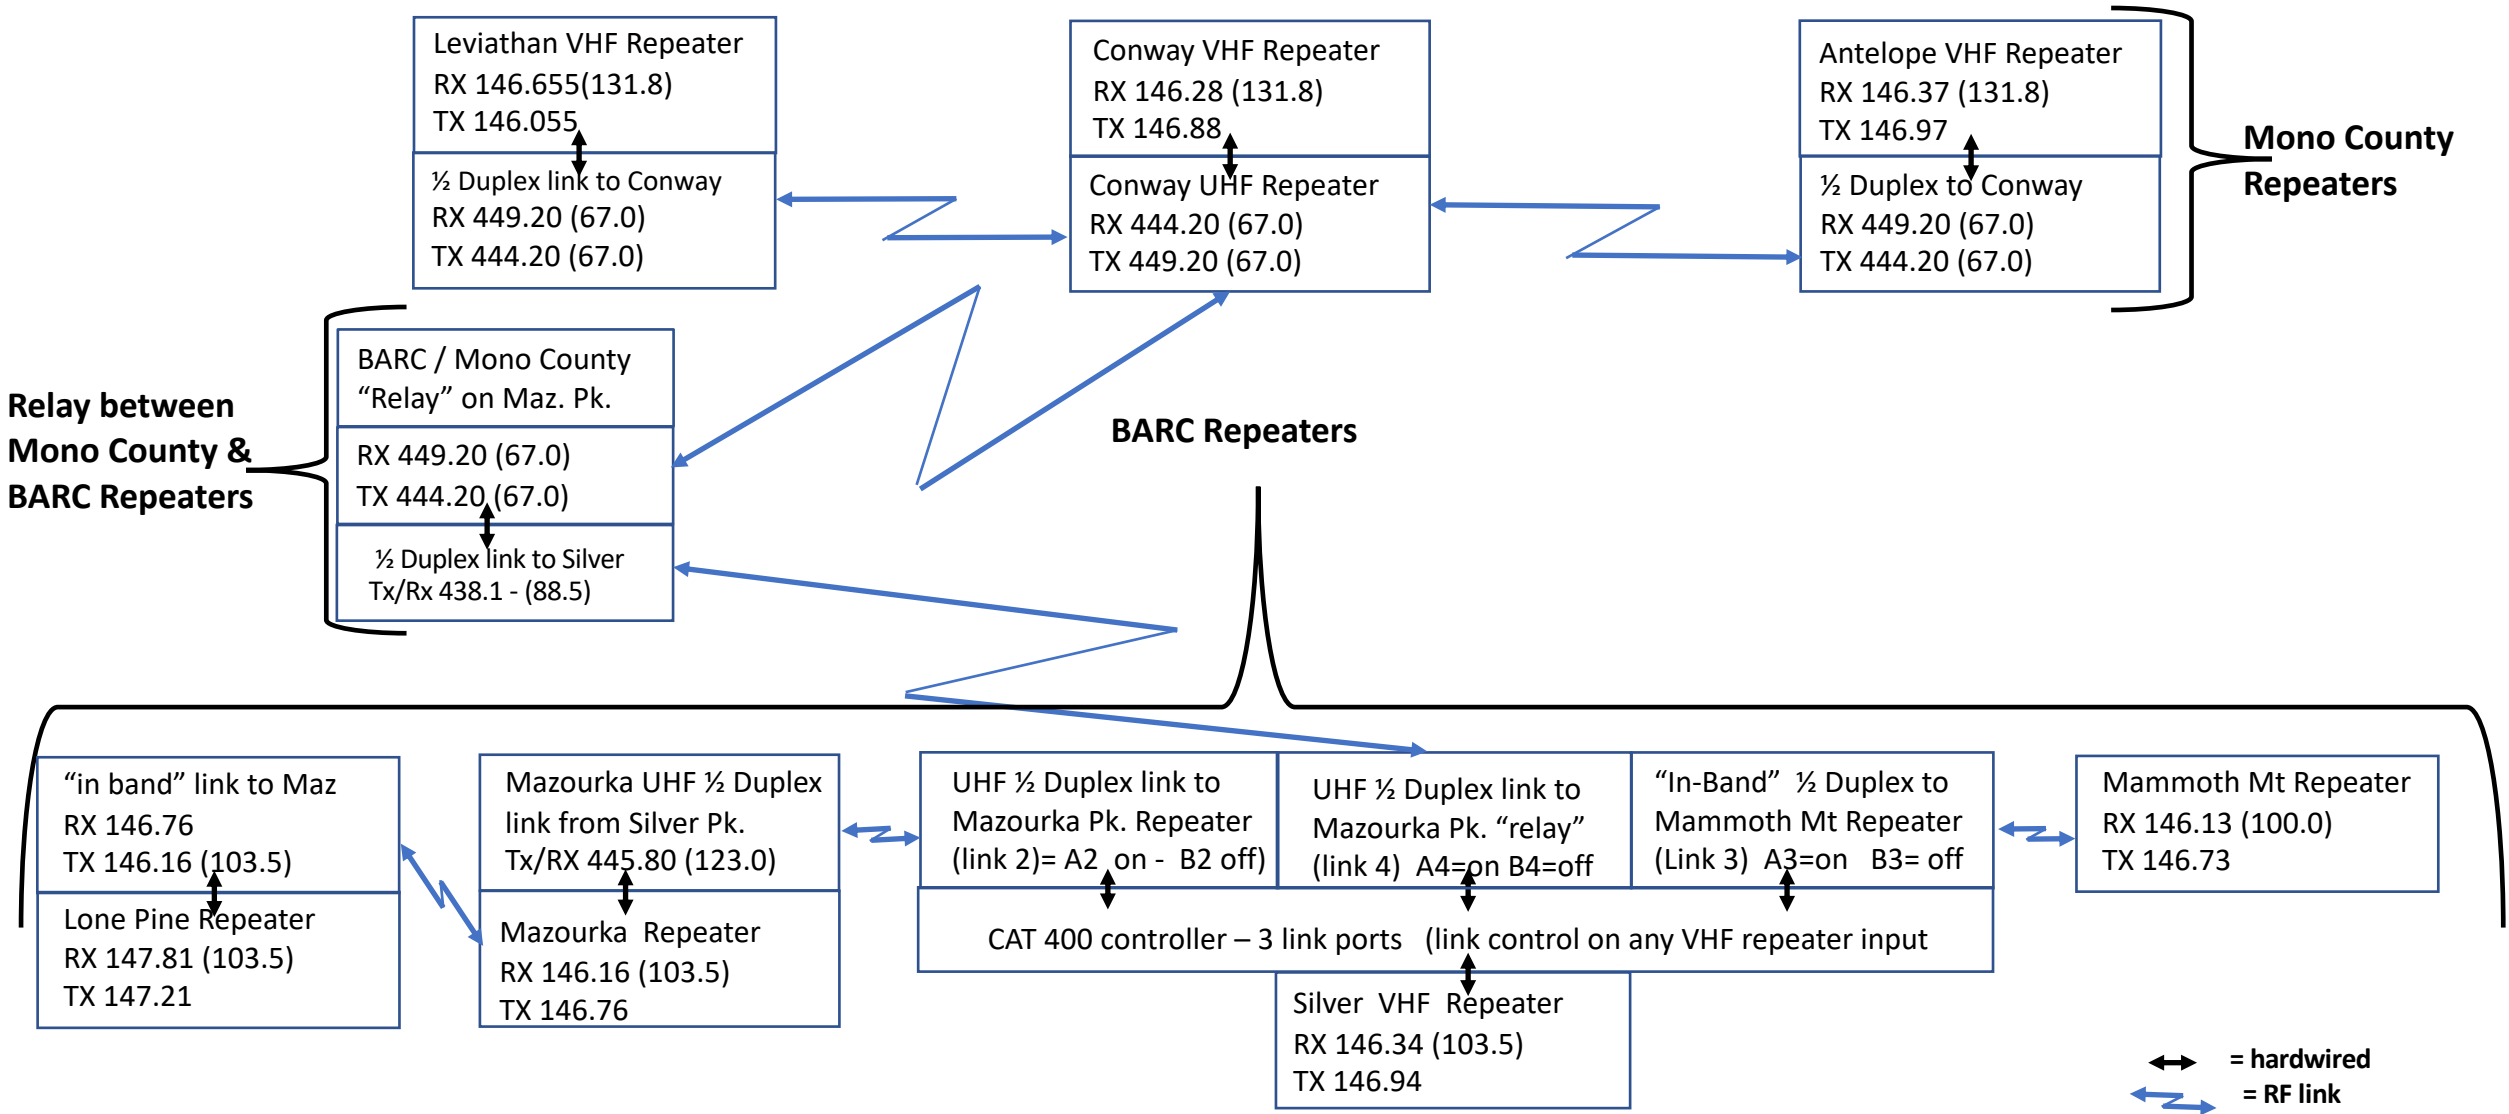 Leviathan VHF Repeater
RX 146.655(131.8)
TX 146.055
½ Duplex link to Conway
RX 449.20 (67.0)
TX 444.20 (67.0)
Conway VHF Repeater
RX 146.28 (131.8)
TX 146.88
Conway UHF Repeater
RX 444.20 (67.0)
TX 449.20 (67.0)
Antelope VHF Repeater
RX 146.37 (131.8)
TX 146.97
½ Duplex to Conway
RX 449.20 (67.0)
TX 444.20 (67.0)
Mono County
Repeaters
Relay between
Mono County &
BARC Repeaters
BARC / Mono County
“Relay” on Maz. Pk.
RX 449.20 (67.0)
TX 444.20 (67.0)
½ Duplex link to Silver
Tx/Rx 438.1 - (88.5)
BARC Repeaters
“in band” link to Maz
RX 146.76
TX 146.16 (103.5)
Lone Pine Repeater
RX 147.81 (103.5)
TX 147.21
Mazourka UHF ½ Duplex
link from Silver Pk.
Tx/RX 445.80 (123.0)
Mazourka Repeater
RX 146.16 (103.5)
TX 146.76
UHF ½ Duplex link to
Mazourka Pk. Repeater
(link 2)= A2 on - B2 off)
UHF ½ Duplex link to
Mazourka Pk. “relay”
(link 4) A4=on B4=off
“In-Band” ½ Duplex to
Mammoth Mt Repeater
(Link 3) A3=on B3= off
CAT 400 controller – 3 link ports (link control on any VHF repeater input
Silver VHF Repeater
RX 146.34 (103.5)
TX 146.94
Mammoth Mt Repeater
RX 146.13 (100.0)
TX 146.73
= hardwired
= RF link